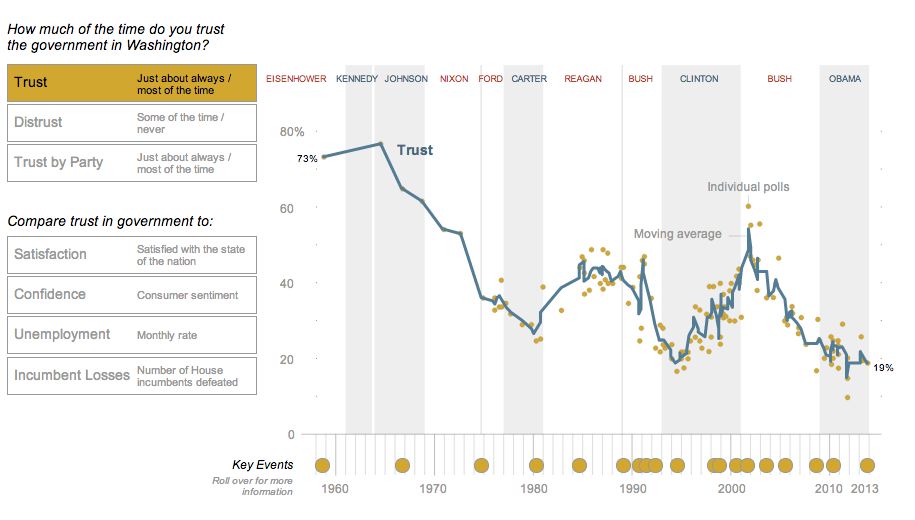 How much of the time do you trust
the government in Washington?
Trust
Just about always /
most of the time
Distrust
Some of the time /
never
Trust by Party
Just about always /
most of the time
Compare trust in government to:
Satisfaction
Satisfied with the state
of the nation
Confidence
Consumer sentiment
Unemployment
Monthly rate
Incumbent Losses
Number of House
incumbents defeated
EISENHOWER KENNEDY JOHNSON NIXON FORD CARTER REAGAN BUSH CLINTON BUSH OBAMA
80%
73%
Trust
60
Individual polls
Moving average
40
20
19%
0
Key Events
Roll over for more
information
1960 1970 1980 1990 2000 2010 2013